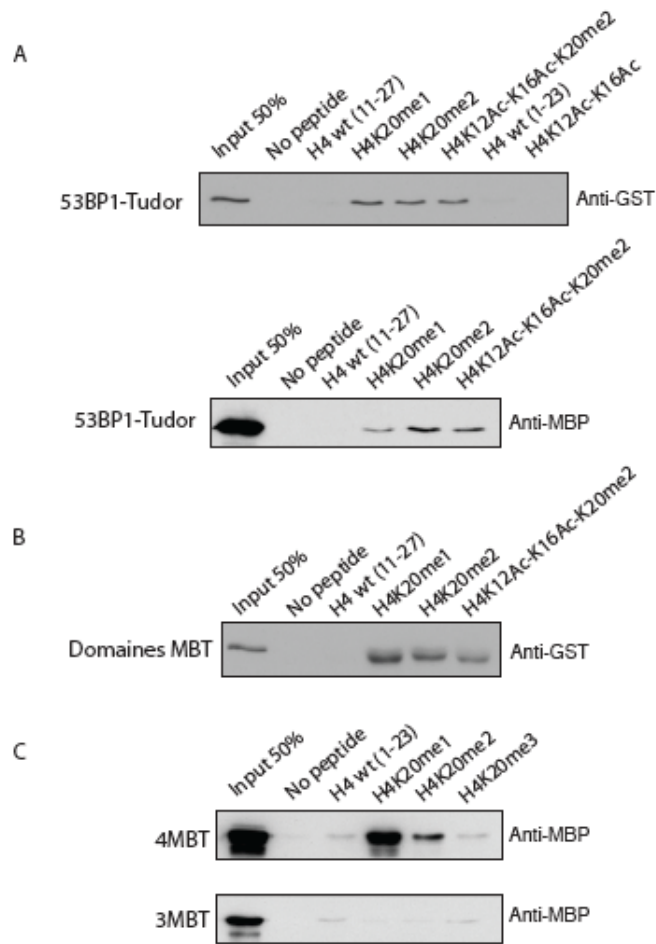 A
Input 50%
No peptide
H4 wt (11-27)
H4K20me1
H4K20me2
H4K12Ac-K16Ac-K20me2
H4 wt (1-23)
H4K12Ac-K16Ac
53BP1-Tudor
Anti-GST
Input 50%
No peptide
H4 wt (11-27)
H4K20me1
H4K20me2
H4K12Ac-K16Ac-K20me2
53BP1-Tudor
Anti-MBP
B
Input 50%
No peptide
H4 wt (11-27)
H4K20me1
H4K20me2
H4K12Ac-K16Ac-K20me2
Domaines MBT
Anti-GST
C
Input 50%
No peptide
H4 wt (1-23)
H4K20me1
H4K20me2
H4K20me3
4MBT
Anti-MBP
3MBT
Anti-MBP